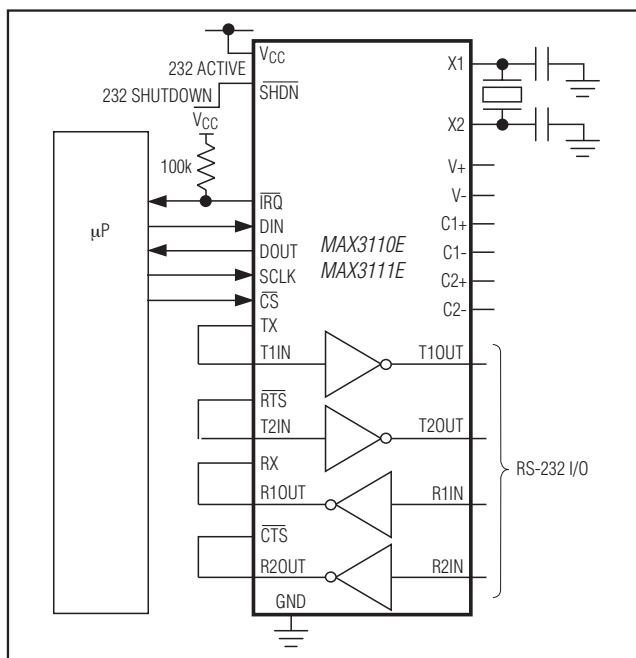 VCC
232 ACTIVE
SHDN
232 SHUTDOWN
VCC
100k
IRQ
DIN
DOUT
SCLK
CS
µP
MAX3110E
MAX3111E
TX
T1IN
RTS
T2IN
RX
R1OUT
CTS
R2OUT
GND
X1
X2
V+
V-
C1+
C1-
C2+
C2-
T1OUT
T2OUT
R1IN
R2IN
RS-232 I/O